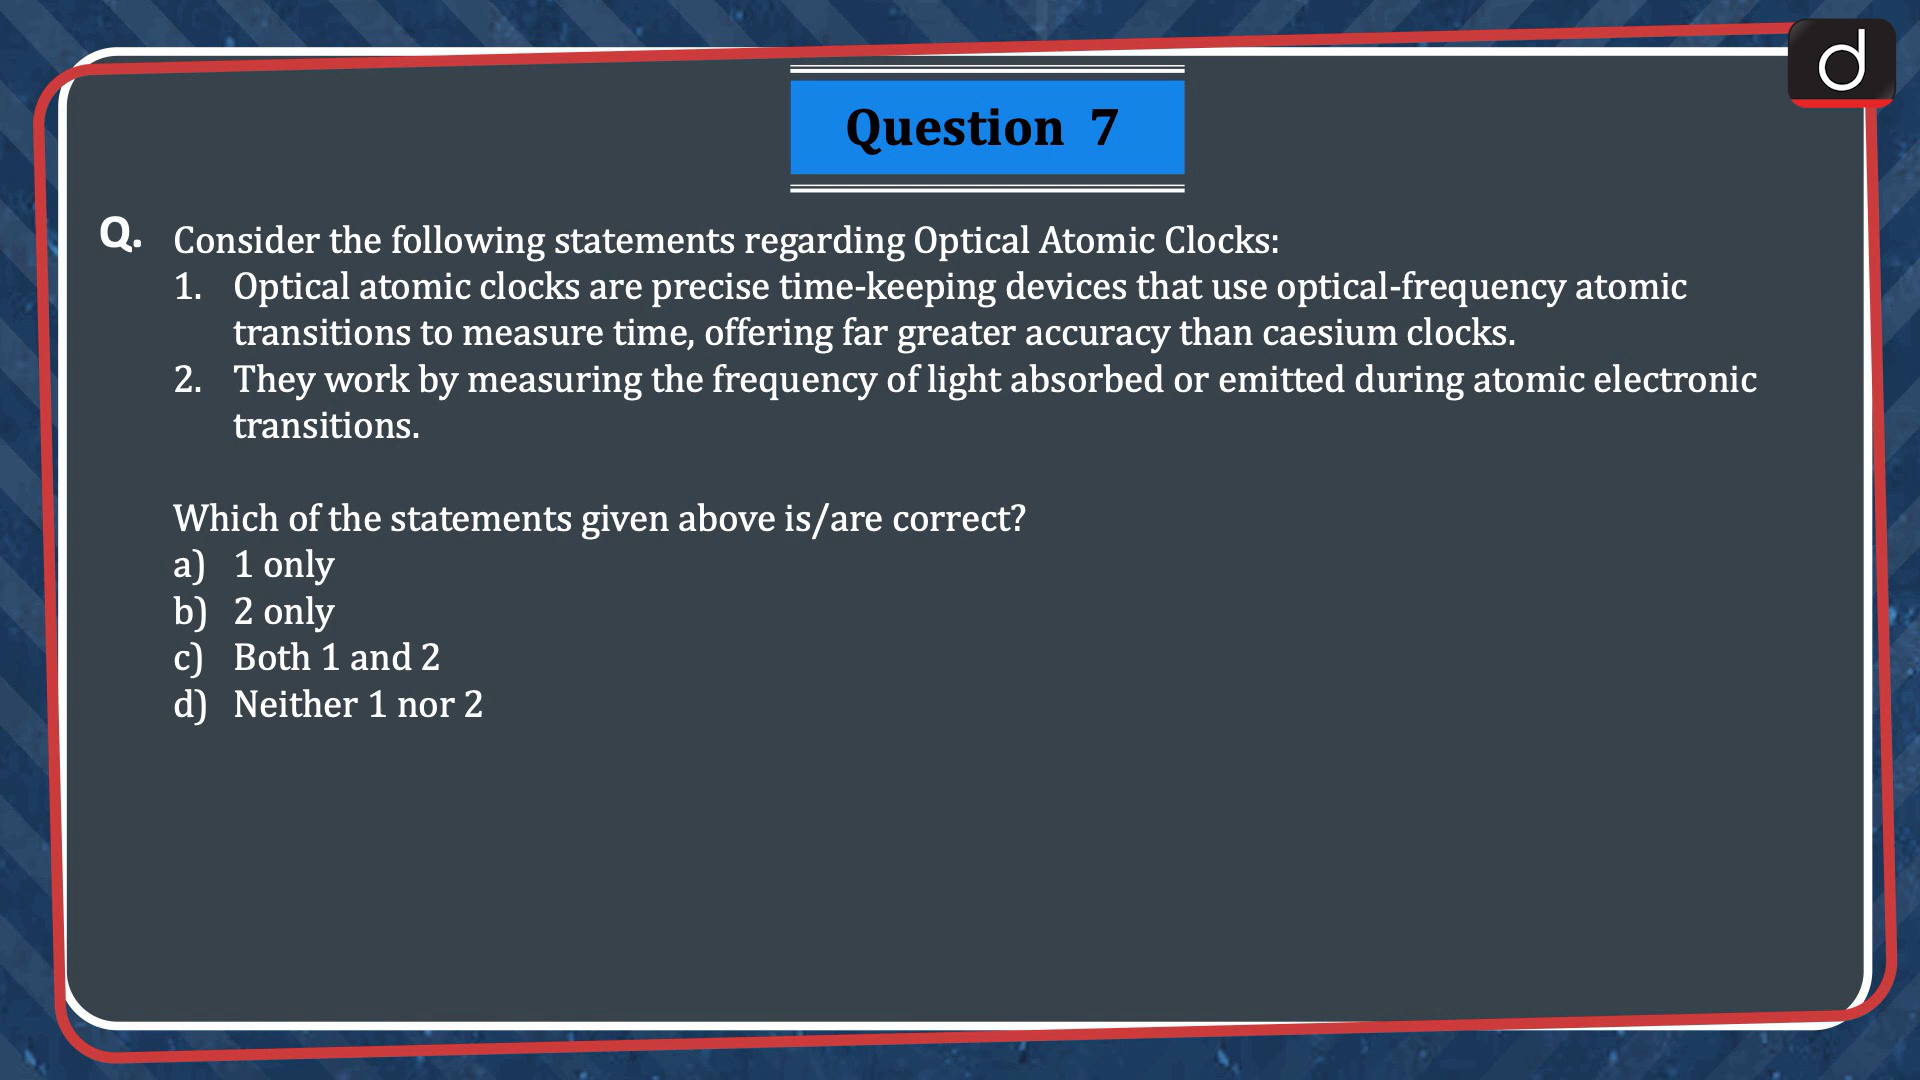 d
Question 7
Q. Consider the following statements regarding Optical Atomic Clocks:
1. Optical atomic clocks are precise time-keeping devices that use optical-frequency atomic
transitions to measure time, offering far greater accuracy than caesium clocks.
2. They work by measuring the frequency of light absorbed or emitted during atomic electronic
transitions.
Which of the statements given above is/are correct?
a) 1 only
b) 2 only
c) Both 1 and 2
d) Neither 1 nor 2